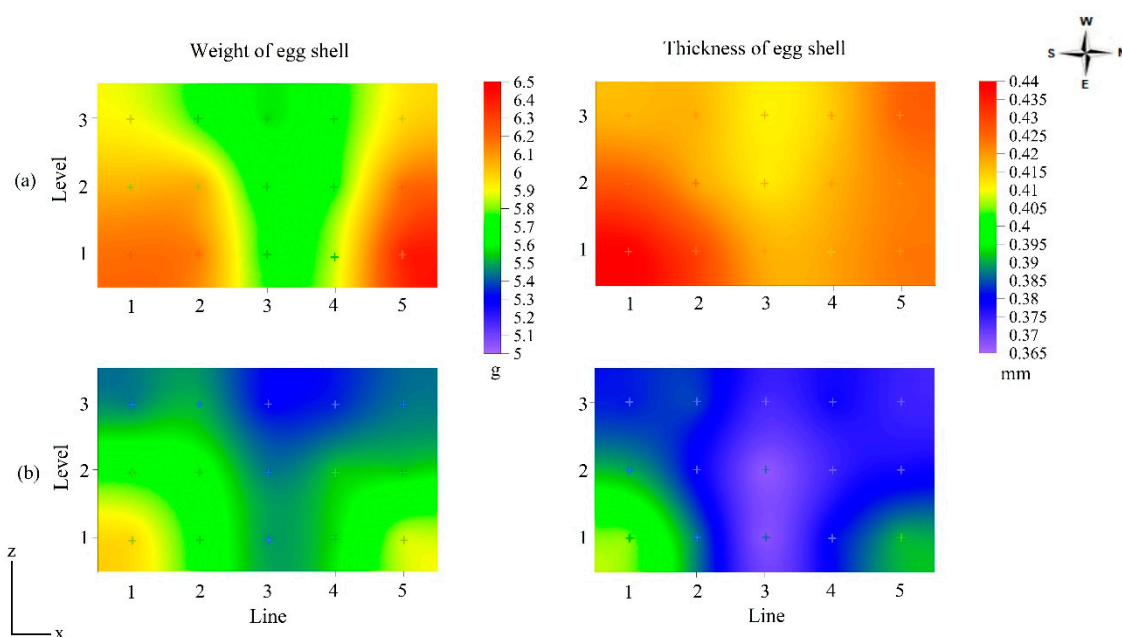 W
S N
E
Weight of egg shell
Thickness of egg shell
(a)
Level
3
2
1
1 2 3 4 5
6.5
6.4
6.3
6.2
6.1
6
5.9
5.8
5.7
5.6
5.5
5.4
5.3
5.2
5.1
5
g
3
2
1
1 2 3 4 5
0.44
0.435
0.43
0.425
0.42
0.415
0.41
0.405
0.40
0.395
0.39
0.385
0.38
0.375
0.37
0.365
mm
(b)
Level
3
2
1
1 2 3 4 5
Line
3
2
1
1 2 3 4 5
Line
z
x